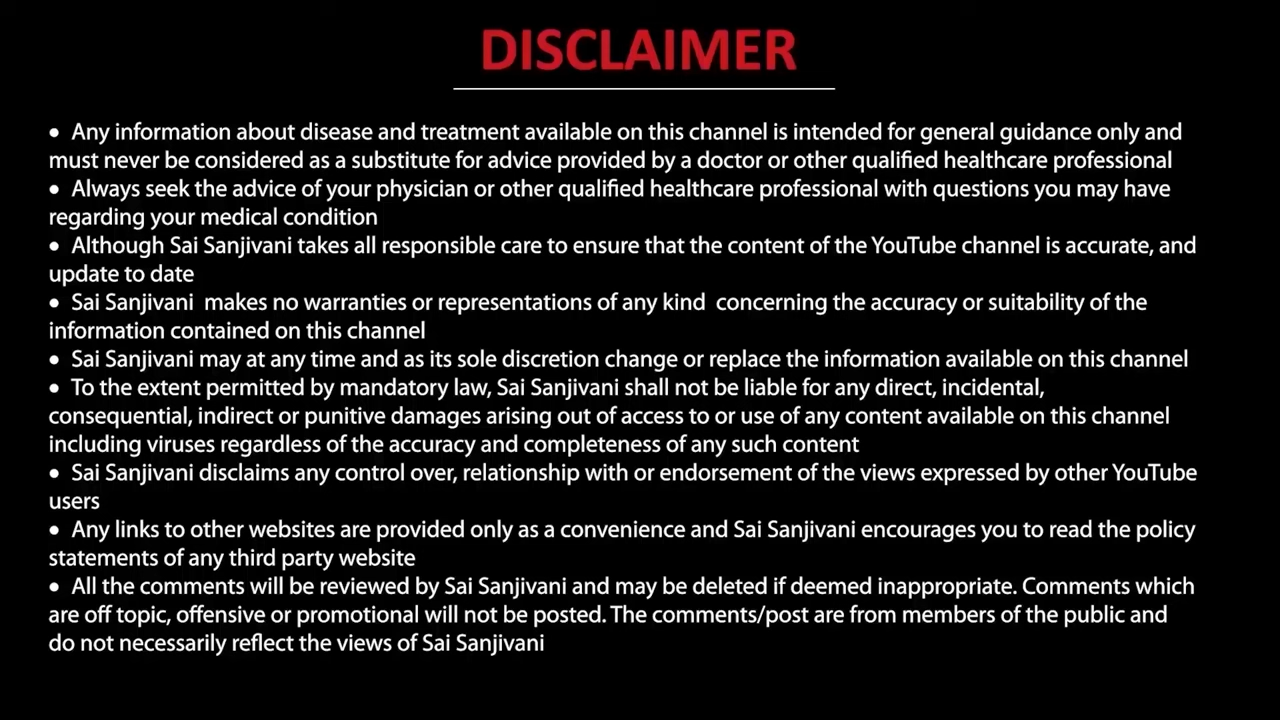 DISCLAIMER
• Any information about disease and treatment available on this channel is intended for general guidance only and
must never be considered as a substitute for advice provided by a doctor or other qualified healthcare professional
• Always seek the advice of your physician or other qualified healthcare professional with questions you may have
regarding your medical condition
• Although Sai Sanjivani takes all responsible care to ensure that the content of the YouTube channel is accurate, and
update to date
• Sai Sanjivani makes no warranties or representations of any kind concerning the accuracy or suitability of the
information contained on this channel
• Sai Sanjivani may at any time and as its sole discretion change or replace the information available on this channel
• To the extent permitted by mandatory law, Sai Sanjivani shall not be liable for any direct, incidental,
consequential, indirect or punitive damages arising out of access to or use of any content available on this channel
including viruses regardless of the accuracy and completeness of any such content
• Sai Sanjivani disclaims any control over, relationship with or endorsement of the views expressed by other YouTube
users
• Any links to other websites are provided only as a convenience and Sai Sanjivani encourages you to read the policy
statements of any third party website
• All the comments will be reviewed by Sai Sanjivani and may be deleted if deemed inappropriate. Comments which
are off topic, offensive or promotional will not be posted. The comments/post are from members of the public and
do not necessarily reflect the views of Sai Sanjivani